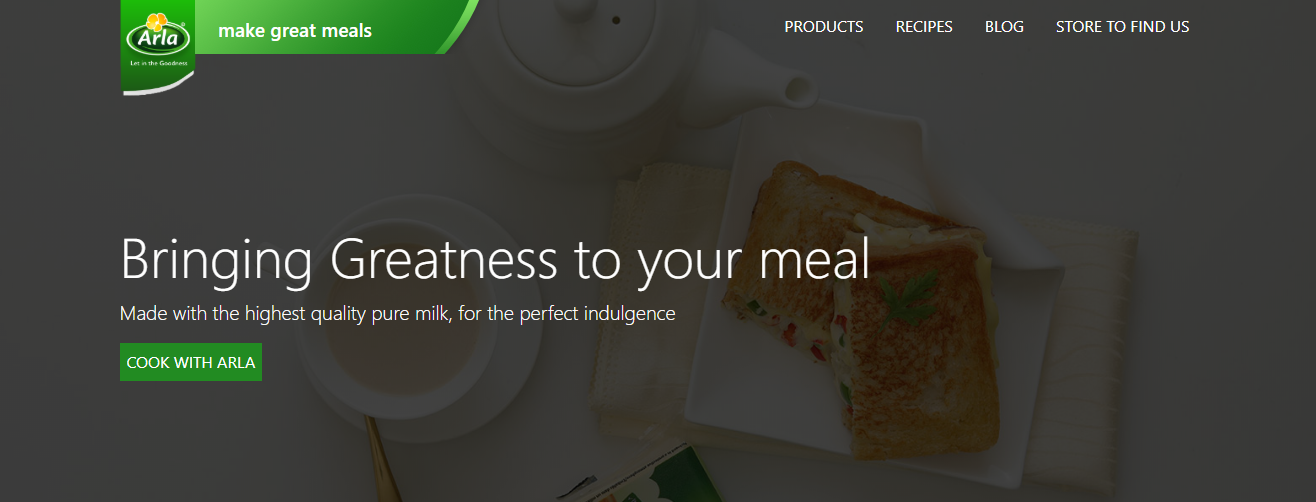 Arla
Let in the Goodness
make great meals
PRODUCTS
RECIPES
BLOG
STORE TO FIND US
Bringing Greatness to your meal
Made with the highest quality pure milk, for the perfect indulgence
COOK WITH ARLA